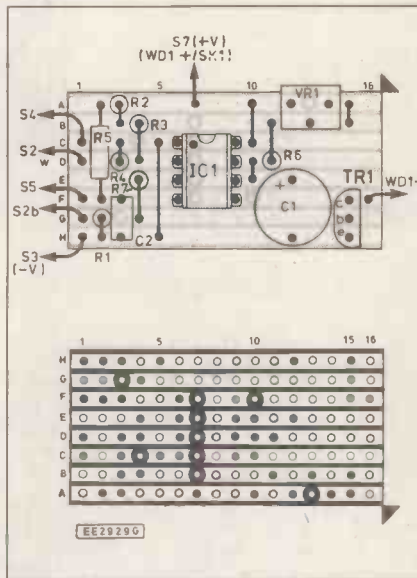 S7(+V)
(WD1 +/SK1)
1 5 10 16
A
B
C
D
E
F
G
H
S4
S2
W
S5
S2b
S3
(-V)
R2
R3
R5
R4
R7
R1
C2
IC1
VR1
R6
+
C1
TR1
c
b
e
WD1-
1 5 10 15 16
H
G
F
E
D
C
B
A
EE2929G